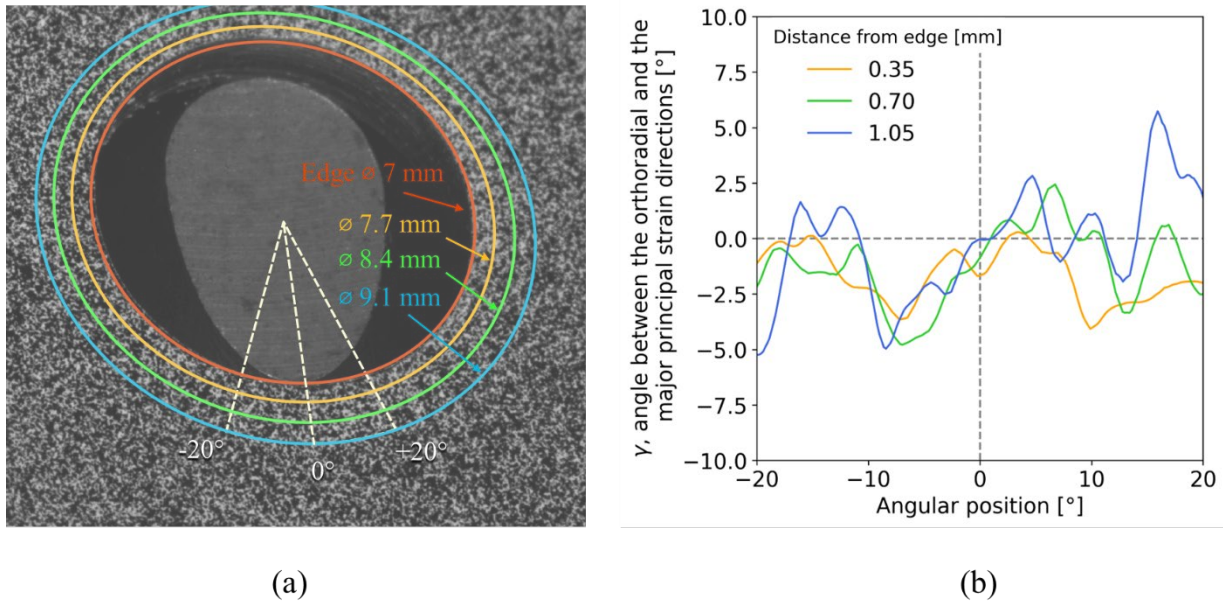 Edge ⌀ 7 mm
⌀ 7.7 mm
⌀ 8.4 mm
⌀ 9.1 mm
-20°
0°
+20°
(a)
γ, angle between the orthoradial and the
major principal strain directions [°]
10.0
7.5
5.0
2.5
0.0
−2.5
−5.0
−7.5
−10.0
Distance from edge [mm]
0.35
0.70
1.05
−20
−10
0
10
20
Angular position [°]
(b)